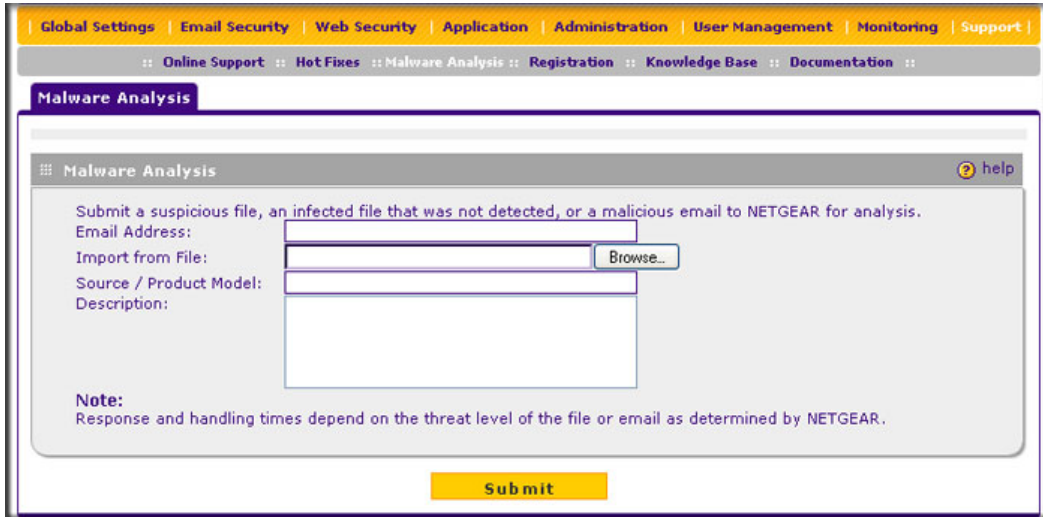 | Global Settings | Email Security | Web Security | Application | Administration | User Management | Monitoring | Support |
:: Online Support :: Hot Fixes :: Malware Analysis :: Registration :: Knowledge Base :: Documentation ::
Malware Analysis
Malware Analysis ? help
Submit a suspicious file, an infected file that was not detected, or a malicious email to NETGEAR for analysis.
Email Address:
Import from File: Browse...
Source / Product Model:
Description:
Note:
Response and handling times depend on the threat level of the file or email as determined by NETGEAR.
Submit